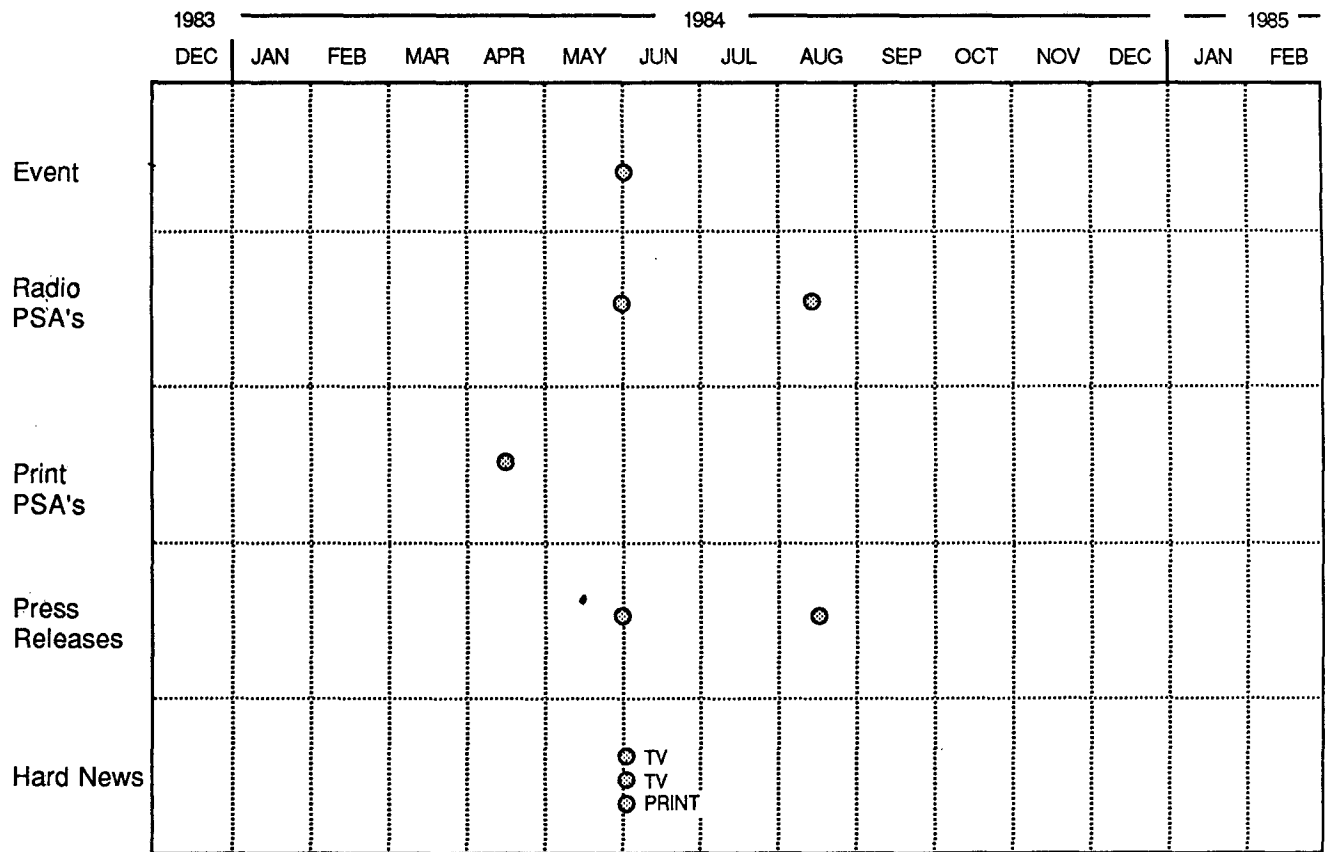 1983 1984 1985
DEC JAN FEB MAR APR MAY JUN JUL AUG SEP OCT NOV DEC JAN FEB
Event
Radio
PSA's
Print
PSA's
Press
Releases
Hard News
TV
TV
PRINT